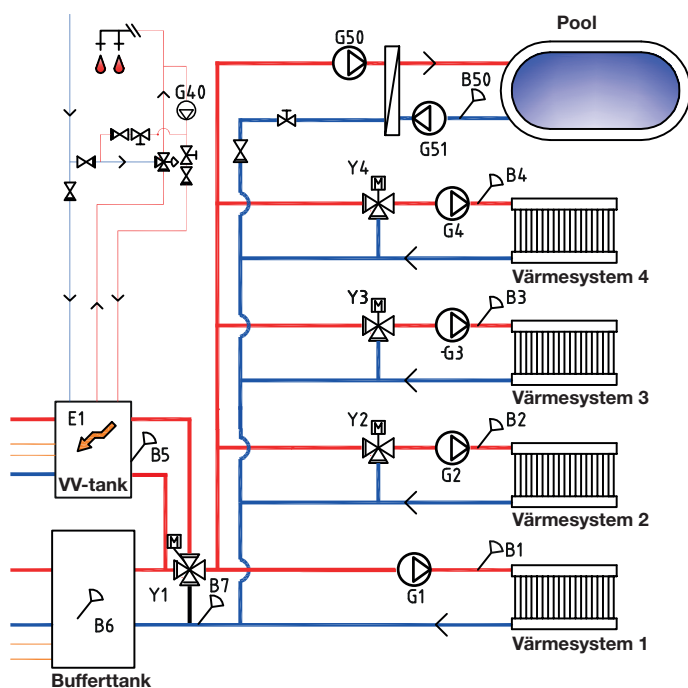 Pool
G50
B50
G40
G51
Y4
M
B4
G4
Värmesystem 4
Y3
M
B3
-G3
Värmesystem 3
Y2
M
B2
G2
Värmesystem 2
E1
B5
VV-tank
M
Y1
B7
B1
G1
B6
Värmesystem 1
Bufferttank